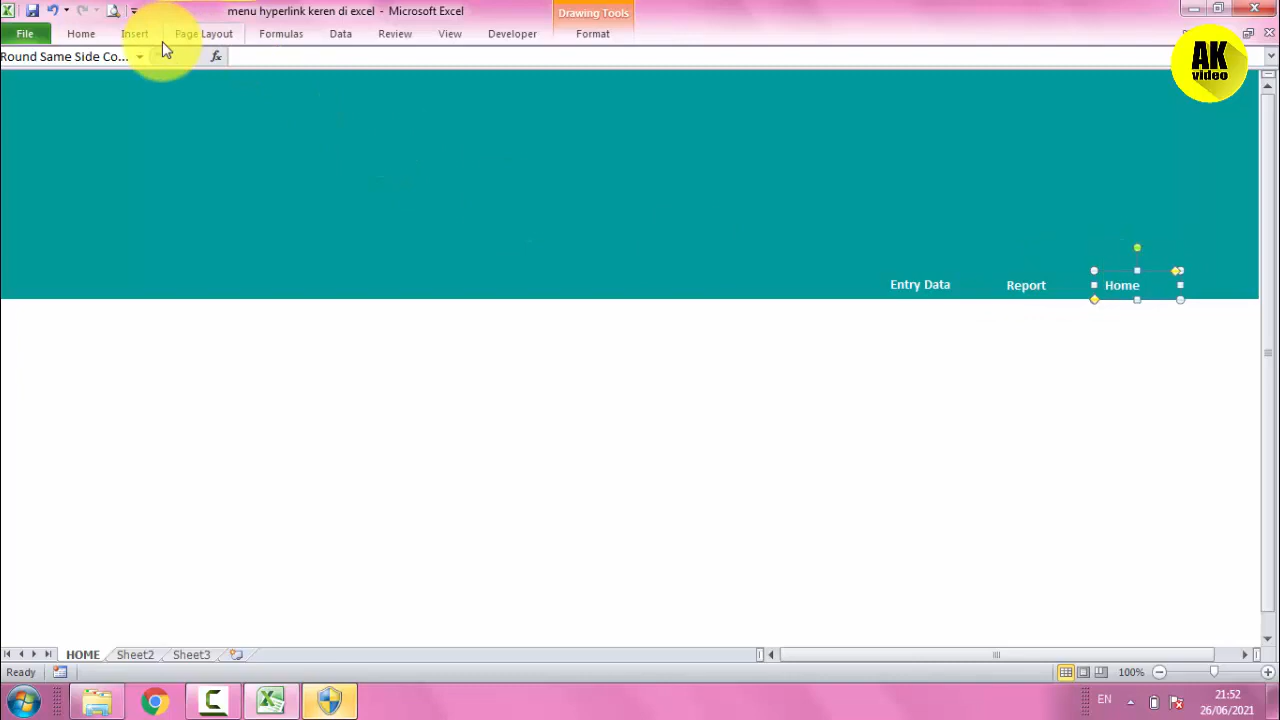 menu hyperlink keren di excel - Microsoft Excel
Drawing Tools
File Home Insert Page Layout Formulas Data Review View Developer Format
Round Same Side Co... fx
AK
video
Entry Data Report Home
HOME Sheet2 Sheet3
Ready 100%
EN 21:52
26/06/2021